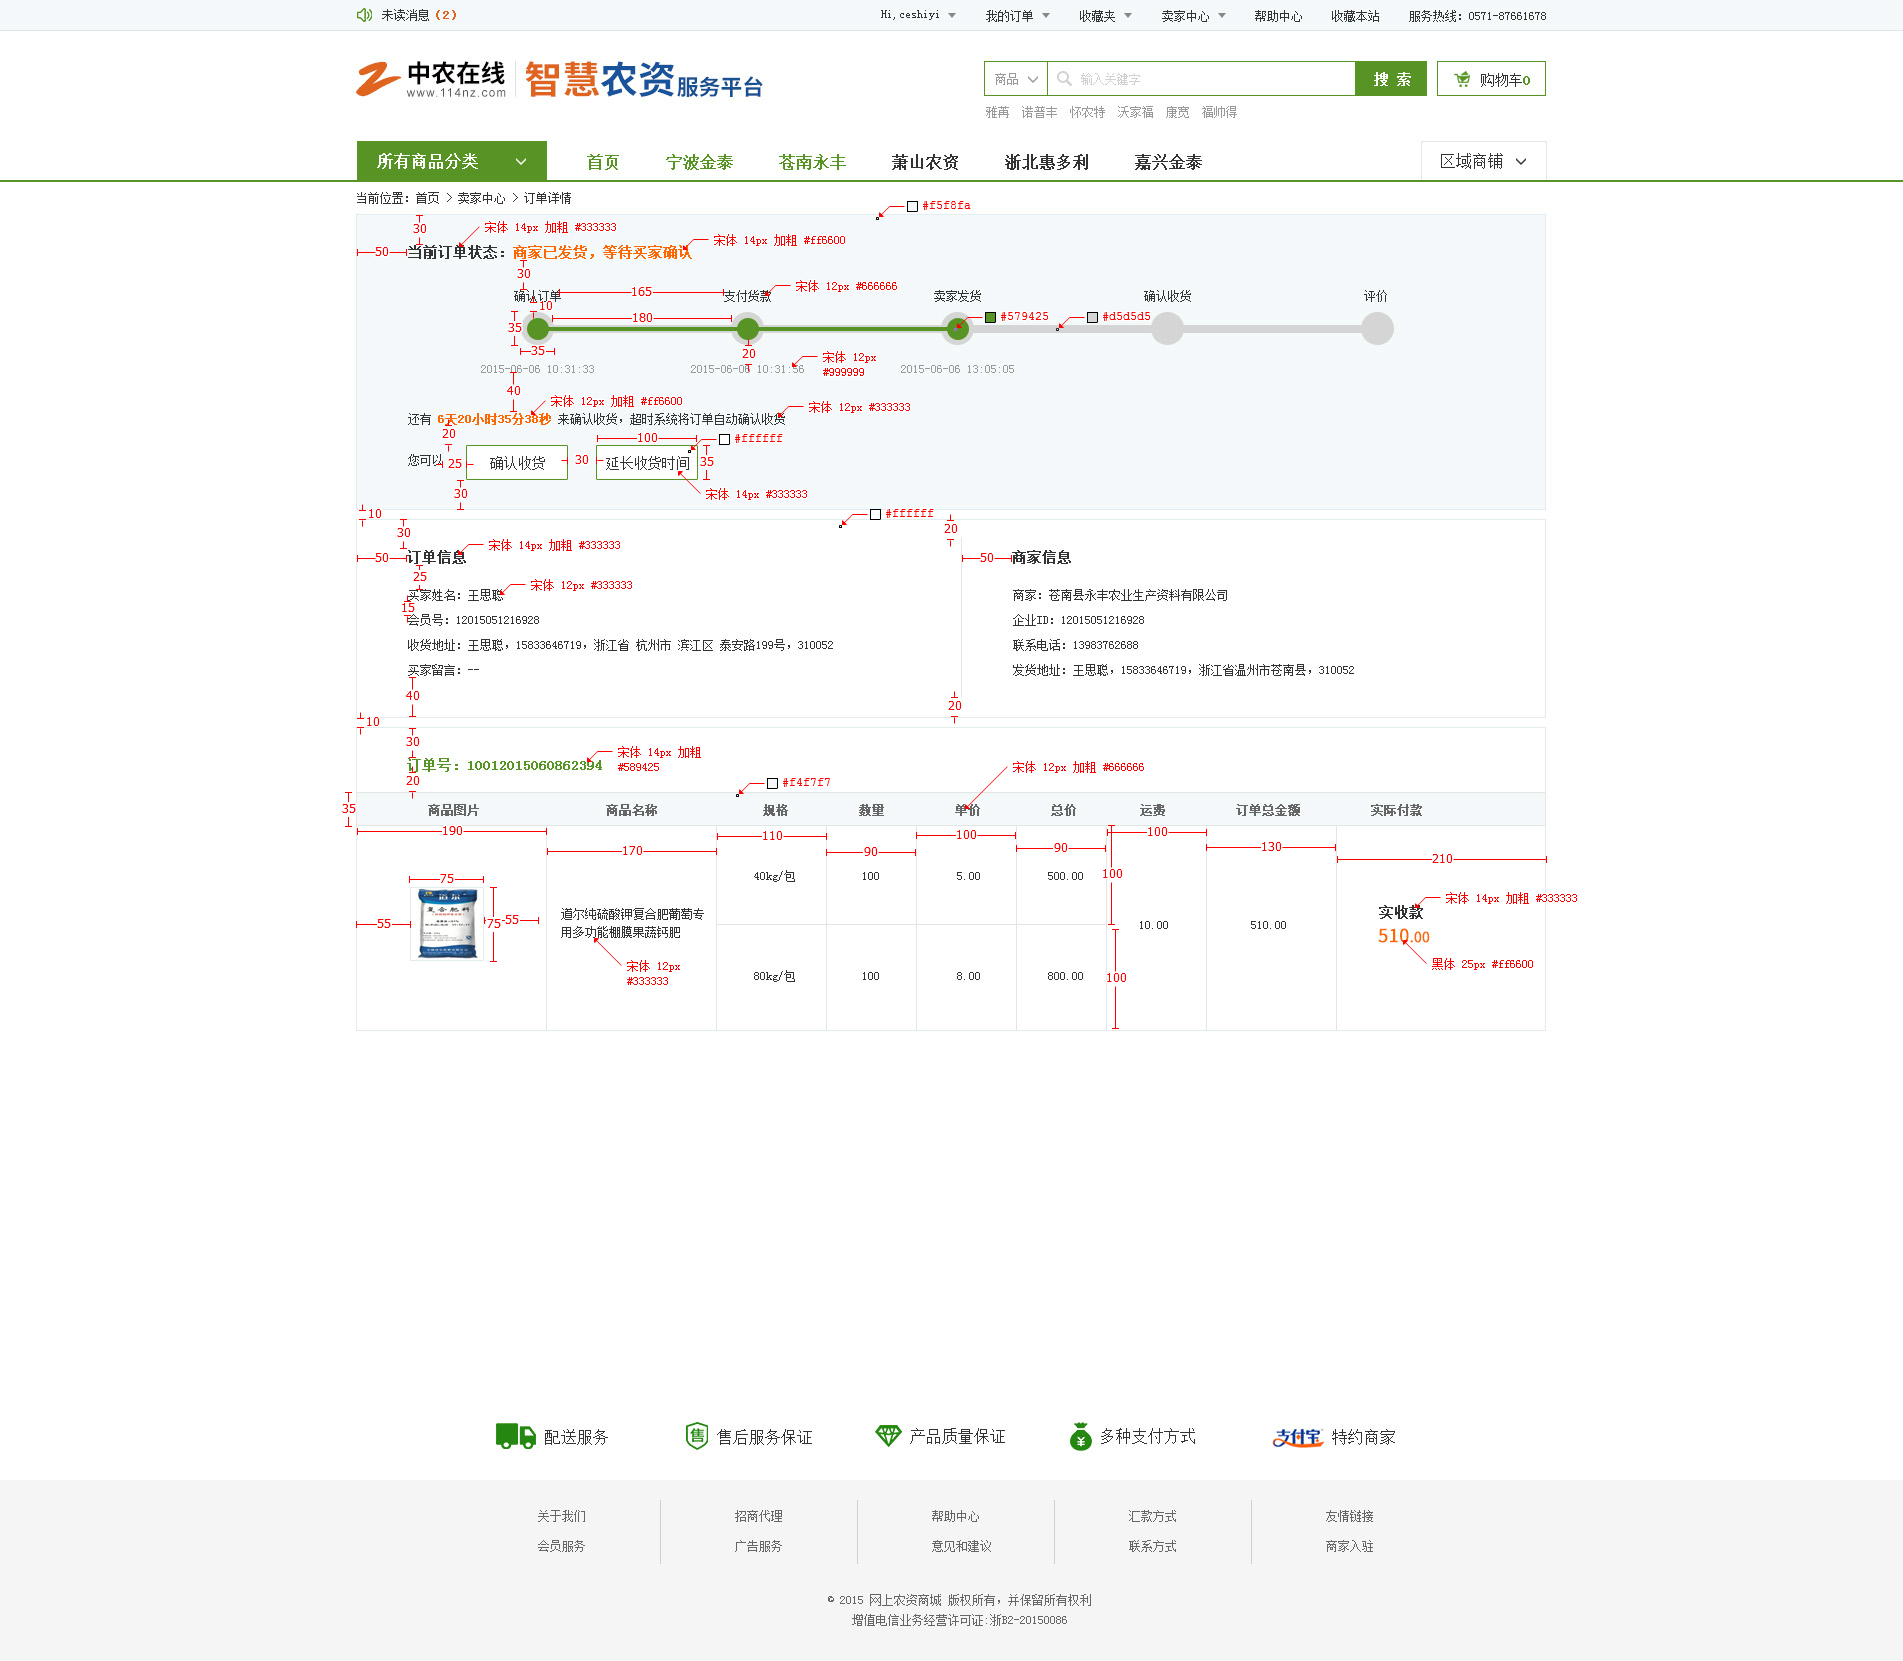 未读消息（2）
Hi,ceshiyi 我的订单 收藏夹 卖家中心 帮助中心 收藏本站 服务热线：0571-87661678
中农在线 www.114nz.com 智慧农资服务平台
商品 输入关键字 搜 索 购物车0
雅苒 诺普丰 怀农特 沃家福 康宽 福帅得
所有商品分类 首页 宁波金泰 苍南永丰 萧山农资 浙北惠多利 嘉兴金泰 区域商铺
当前位置：首页 > 卖家中心 > 订单详情
#f5f8fa
30 宋体 14px 加粗 #333333
宋体 14px 加粗 #ff6600
50 当前订单状态：商家已发货，等待买家确认
30
宋体 12px #666666
确认订单 165 支付货款 卖家发货 确认收货 评价
10
35 180 #579425 #d5d5d5
35 20 宋体 12px
#999999
2015-06-06 10:31:33 2015-06-06 10:31:56 2015-06-06 13:05:05
40
宋体 12px 加粗 #ff6600 宋体 12px #333333
还有 6天20小时35分38秒 来确认收货，超时系统将订单自动确认收货
20 100 #ffffff
您可以 25 确认收货 30 延长收货时间 35
30 宋体 14px #333333
10 #ffffff
30 20
宋体 14px 加粗 #333333
50 订单信息 50 商家信息
25
宋体 12px #333333
买家姓名：王思聪 商家：苍南县永丰农业生产资料有限公司
15
会员号：12015051216928 企业ID：12015051216928
收货地址：王思聪，15833646719，浙江省 杭州市 滨江区 泰安路199号，310052 联系电话：13983762688
买家留言：-- 发货地址：王思聪，15833646719，浙江省温州市苍南县，310052
40 20
10
30
宋体 14px 加粗
#589425
订单号：10012015060862394 宋体 12px 加粗 #666666
20 #f4f7f7
35 商品图片 商品名称 规格 数量 单价 总价 运费 订单总金额 实际付款
190 170 110 90 100 90 100 130 210
75 40kg/包 100 5.00 500.00 100
复合肥料
55 75 55
道尔纯硫酸钾复合肥葡萄专
用多功能棚膜果蔬钙肥
宋体 12px
#333333
10.00 510.00
宋体 14px 加粗 #333333
实收款
510.00
黑体 25px #ff6600
80kg/包 100 8.00 800.00 100
配送服务 售 售后服务保证 产品质量保证 ¥ 多种支付方式 支付宝 特约商家
关于我们 招商代理 帮助中心 汇款方式 友情链接
会员服务 广告服务 意见和建议 联系方式 商家入驻
© 2015 网上农资商城 版权所有，并保留所有权利
增值电信业务经营许可证:浙B2-20150086